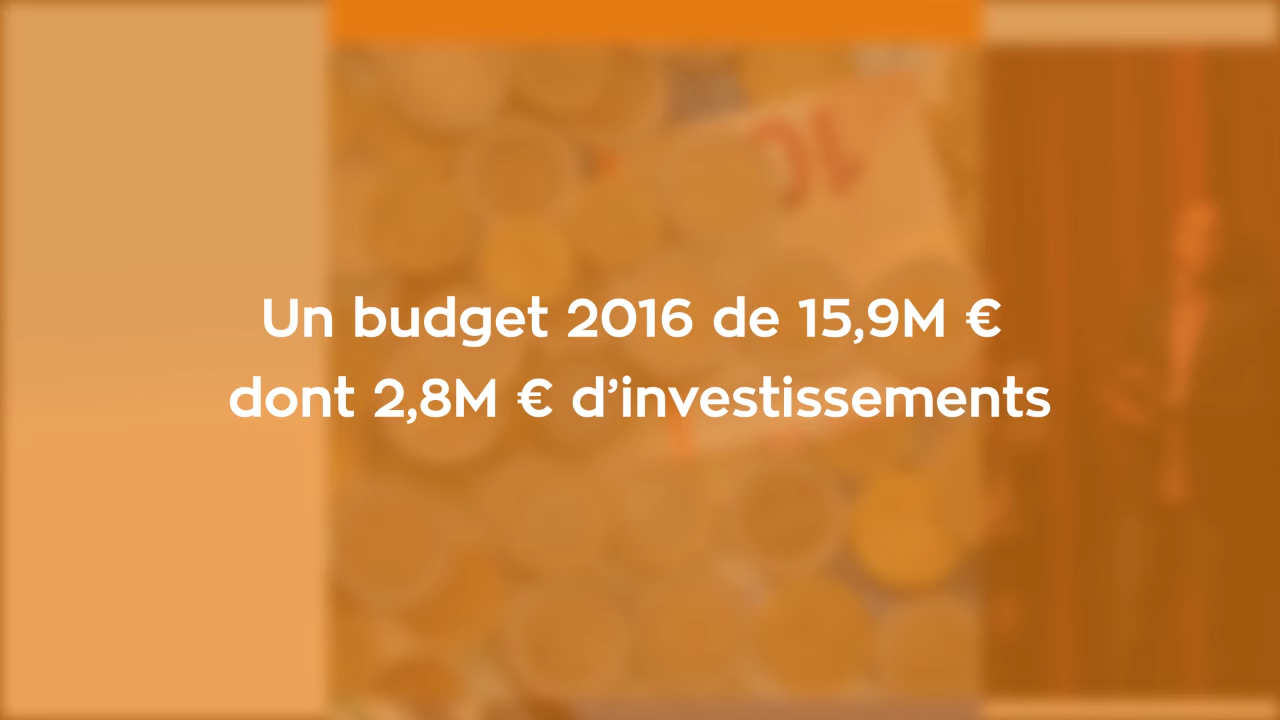 Un budget 2016 de 15,9M €
dont 2,8M € d’investissements